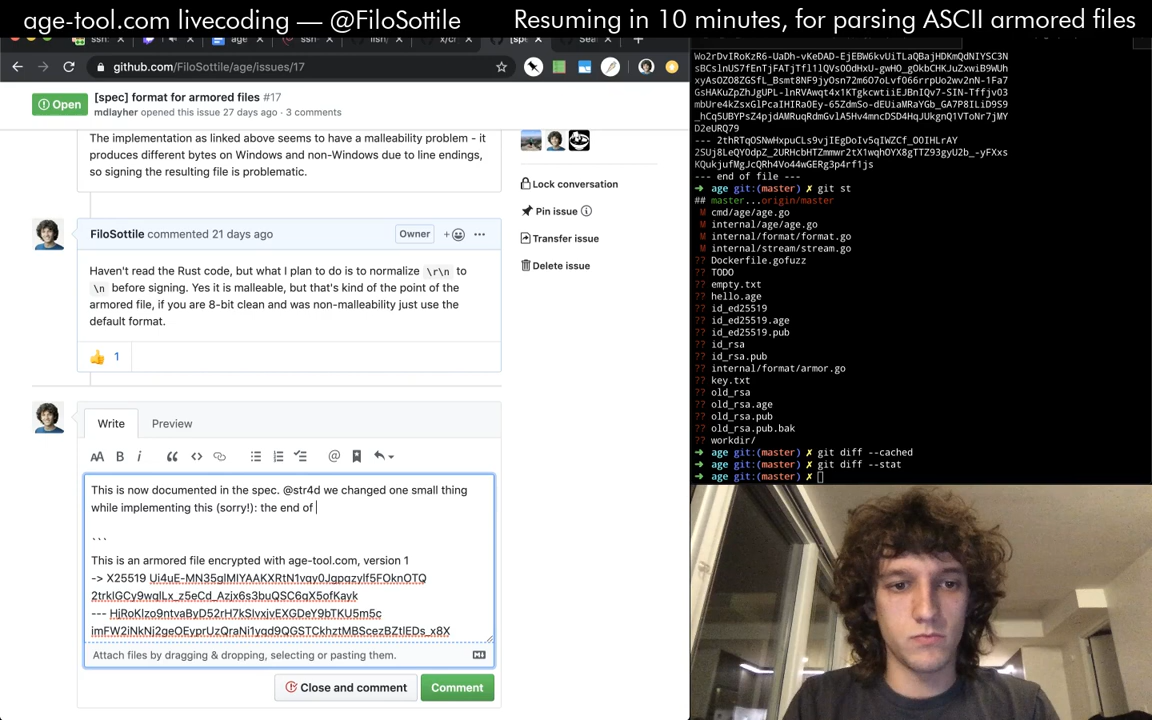 age-tool.com livecoding — @FiloSottile
Resuming in 10 minutes, for parsing ASCII armored files
github.com/FiloSottile/age/issues/17
Open
[spec] format for armored files #17
mdlayher opened this issue 27 days ago · 3 comments
The implementation as linked above seems to have a malleability problem - it
produces different bytes on Windows and non-Windows due to line endings,
so signing the resulting file is problematic.
Lock conversation
Pin issue
Transfer issue
Delete issue
FiloSottile commented 21 days ago
Owner
Haven't read the Rust code, but what I plan to do is to normalize \r\n to
\n before signing. Yes it is malleable, but that's kind of the point of the
armored file, if you are 8-bit clean and was non-malleability just use the
default format.
👍 1
Write
Preview
This is now documented in the spec. @str4d we changed one small thing
while implementing this (sorry!): the end of
```
This is an armored file encrypted with age-tool.com, version 1
-> X25519
---
Attach files by dragging & dropping, selecting or pasting them.
Close and comment
Comment
D2eURQ79
--- end of file ---
➜ age git:(master) ✗ git st
## master...origin/master
M cmd/age/age.go
M internal/age/age.go
M internal/format/format.go
M internal/stream/stream.go
?? Dockerfile.gofuzz
?? TODO
?? empty.txt
?? hello.age
?? id_ed25519
?? id_ed25519.age
?? id_ed25519.pub
?? id_rsa
?? id_rsa.pub
?? internal/format/armor.go
?? key.txt
?? old_rsa
?? old_rsa.age
?? old_rsa.pub
?? old_rsa.pub.bak
?? workdir/
➜ age git:(master) ✗ git diff --cached
➜ age git:(master) ✗ git diff --stat
➜ age git:(master) ✗